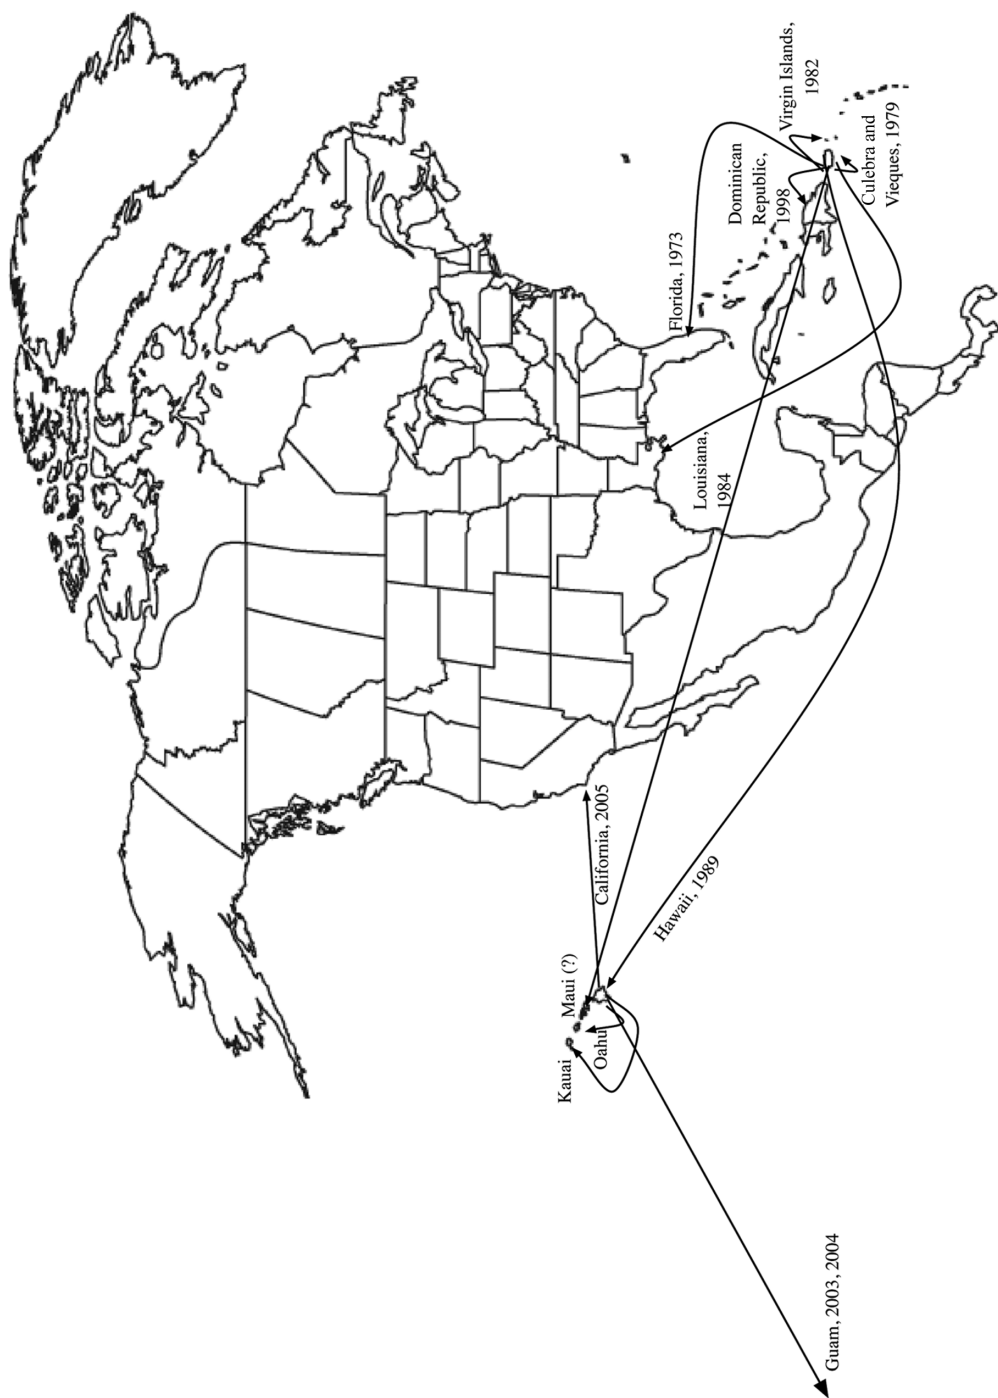 Virgin Islands,
1982
Culebra and
Vieques, 1979
Dominican
Republic,
1998
Florida, 1973
Louisiana,
1984
California, 2005
Hawaii, 1989
Maui (?)
Oahu
Kauai
Guam, 2003, 2004